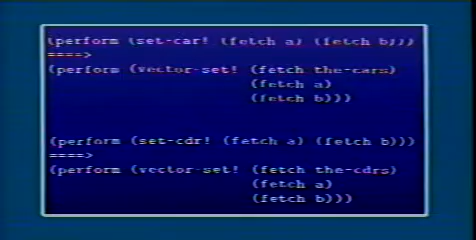 (perform (set-car! (fetch a) (fetch b)))
====>
(perform (vector-set! (fetch the-cars)
(fetch a)
(fetch b)))
(perform (set-cdr! (fetch a) (fetch b)))
====>
(perform (vector-set! (fetch the-cdrs)
(fetch a)
(fetch b)))